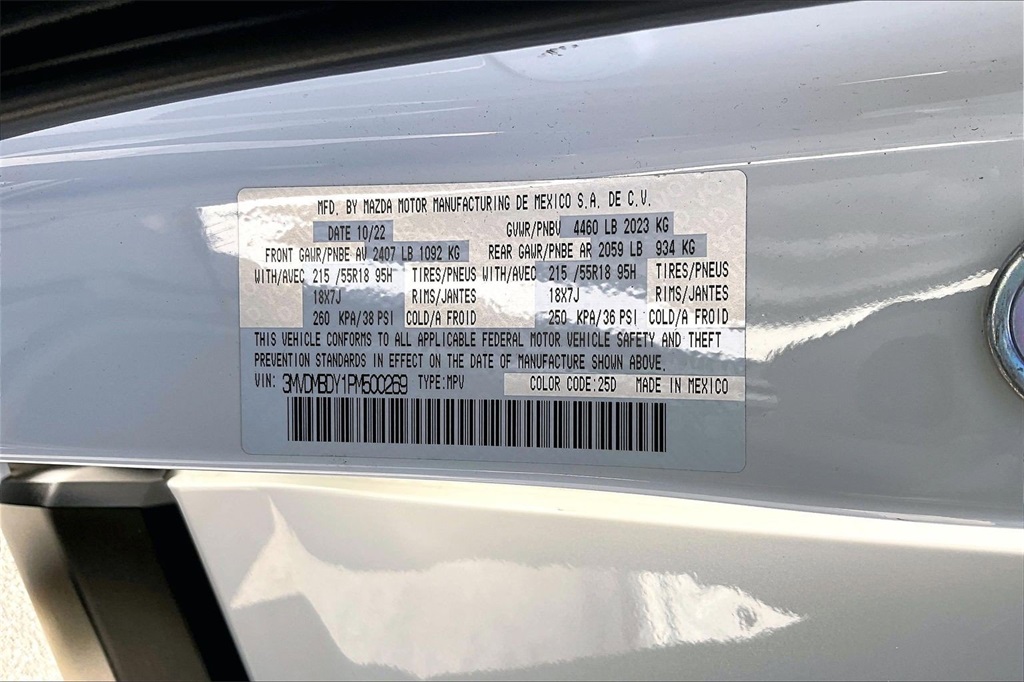 MFD. BY MAZDA MOTOR MANUFACTURING DE MEXICO S.A. DE C.V.
DATE 10/22 GVWR/PNBV 4460 LB 2023 KG
FRONT GAWR/PNBE AV 2407 LB 1092 KG REAR GAWR/PNBE AR 2059 LB 934 KG
WITH/AVEC 215 /55R18 95H TIRES/PNEUS WITH/AVEC 215 /55R18 95H TIRES/PNEUS
18X7J RIMS/JANTES 18X7J RIMS/JANTES
260 KPA/38 PSI COLD/A FROID 250 KPA/36 PSI COLD/A FROID
THIS VEHICLE CONFORMS TO ALL APPLICABLE FEDERAL MOTOR VEHICLE SAFETY AND THEFT
PREVENTION STANDARDS IN EFFECT ON THE DATE OF MANUFACTURE SHOWN ABOVE.
VIN: 3MVDMBDY1PM500269 TYPE:MPV COLOR CODE:25D MADE IN MEXICO